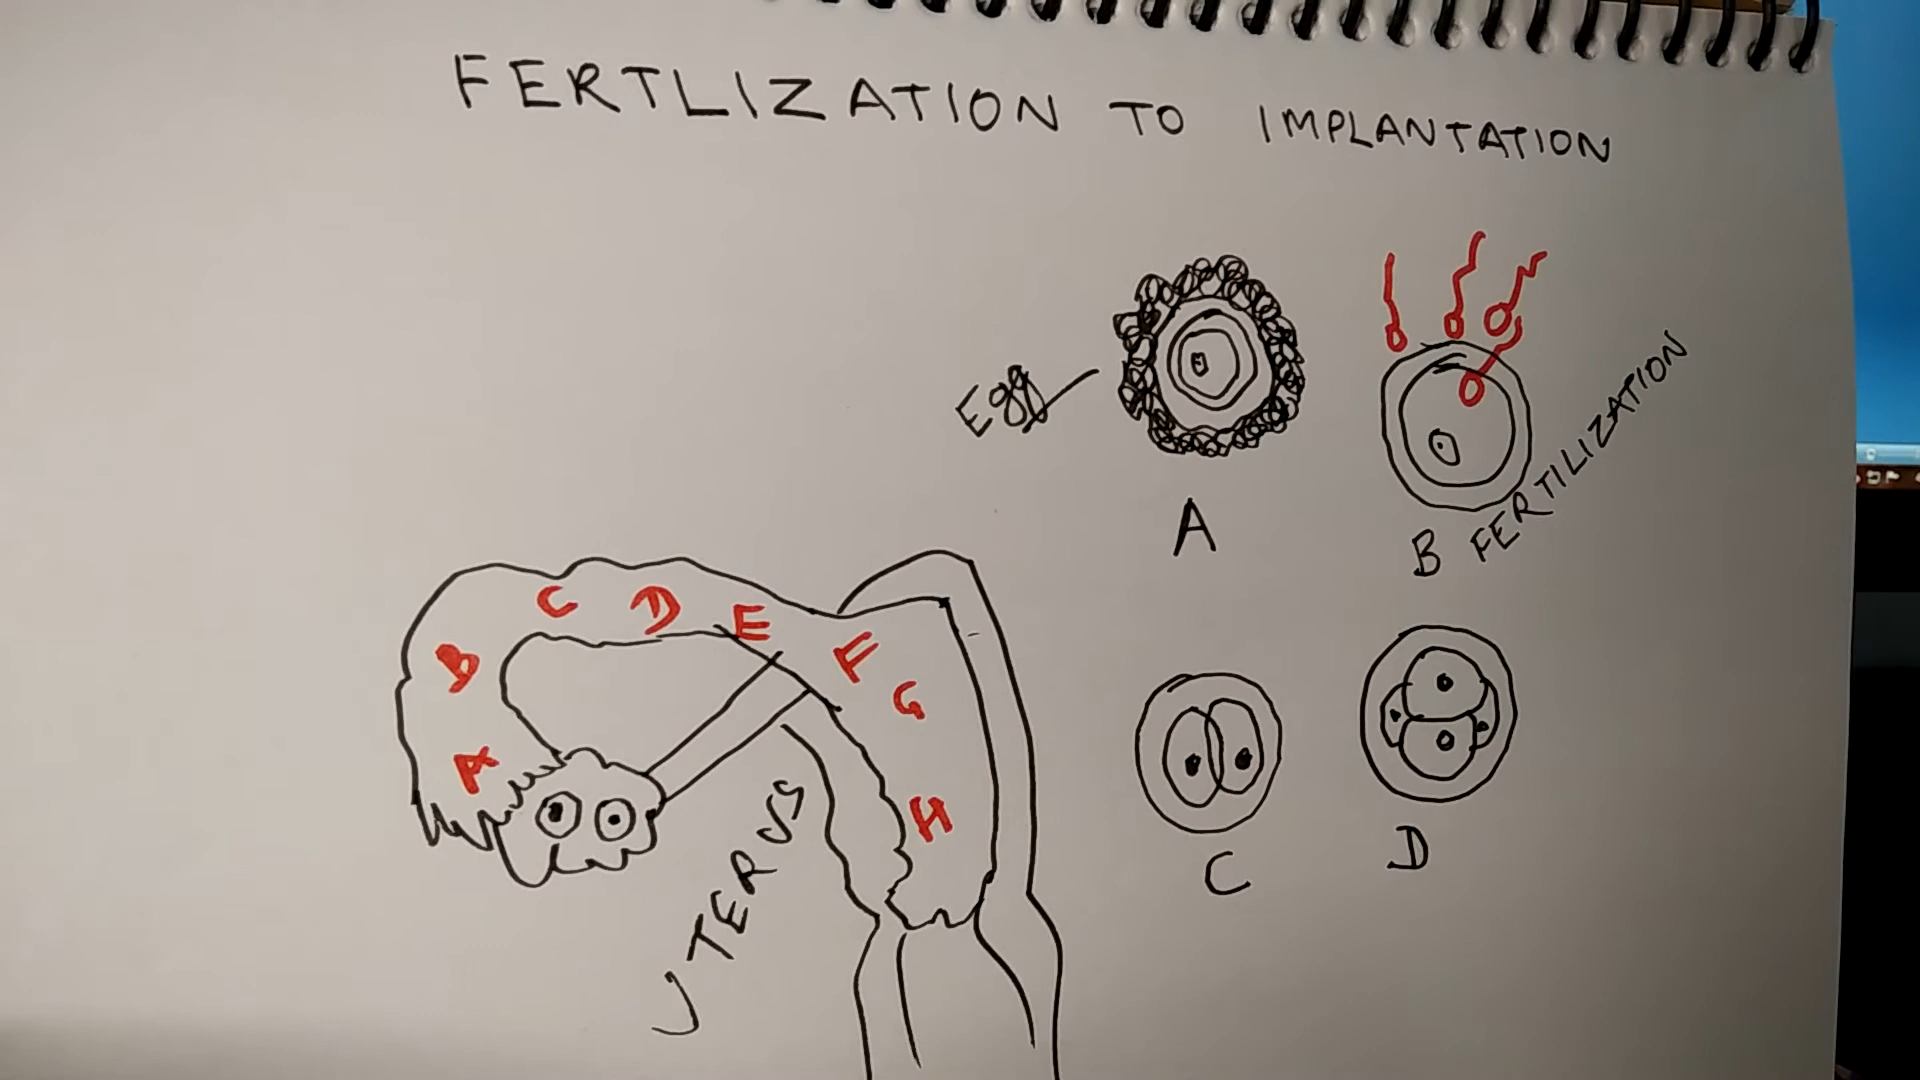 FERTLIZATION TO IMPLANTATION
Egg
A
B FERTILIZATION
C D E
B
F
G
A
H
UTERUS
C
D